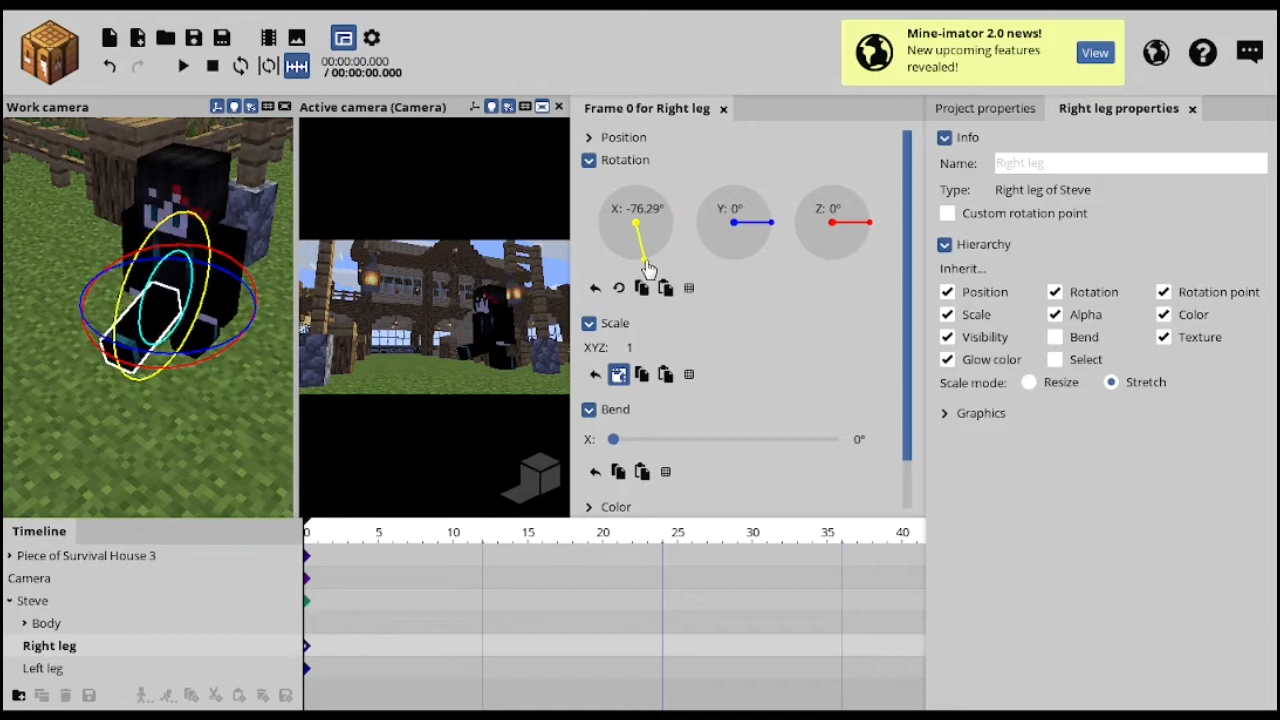 Mine-imator 2.0 news!
New upcoming features
revealed!
View
00:00:00.000
/ 00:00:00.000
Work camera
Active camera (Camera)
Frame 0 for Right leg
Project properties
Right leg properties
Position
Rotation
X: -76.29°
Y: 0°
Z: 0°
Scale
XYZ: 1
Bend
X:
0°
Color
Info
Name: Right leg
Type: Right leg of Steve
Custom rotation point
Hierarchy
Inherit...
Position Rotation Rotation point
Scale Alpha Color
Visibility Bend Texture
Glow color Select
Scale mode: Resize Stretch
Graphics
Timeline
0 5 10 15 20 25 30 35 40
Piece of Survival House 3
Camera
Steve
Body
Right leg
Left leg